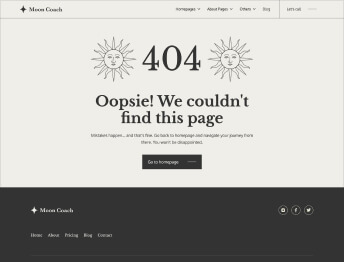 Moon Coach
Homepages About Pages Others Blog Let's call
404
Oopsie! We couldn't
find this page
Mistakes happen... and that's fine. Go back to homepage and navigate your journey from
there. You won't be disappointed.
Go to homepage
Moon Coach
Home About Pricing Blog Contact